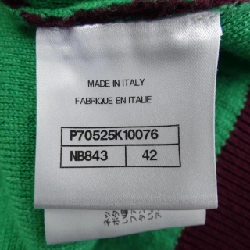 MADE IN ITALY
FABRIQUE EN ITALIE
P70525K10076
NB843 42